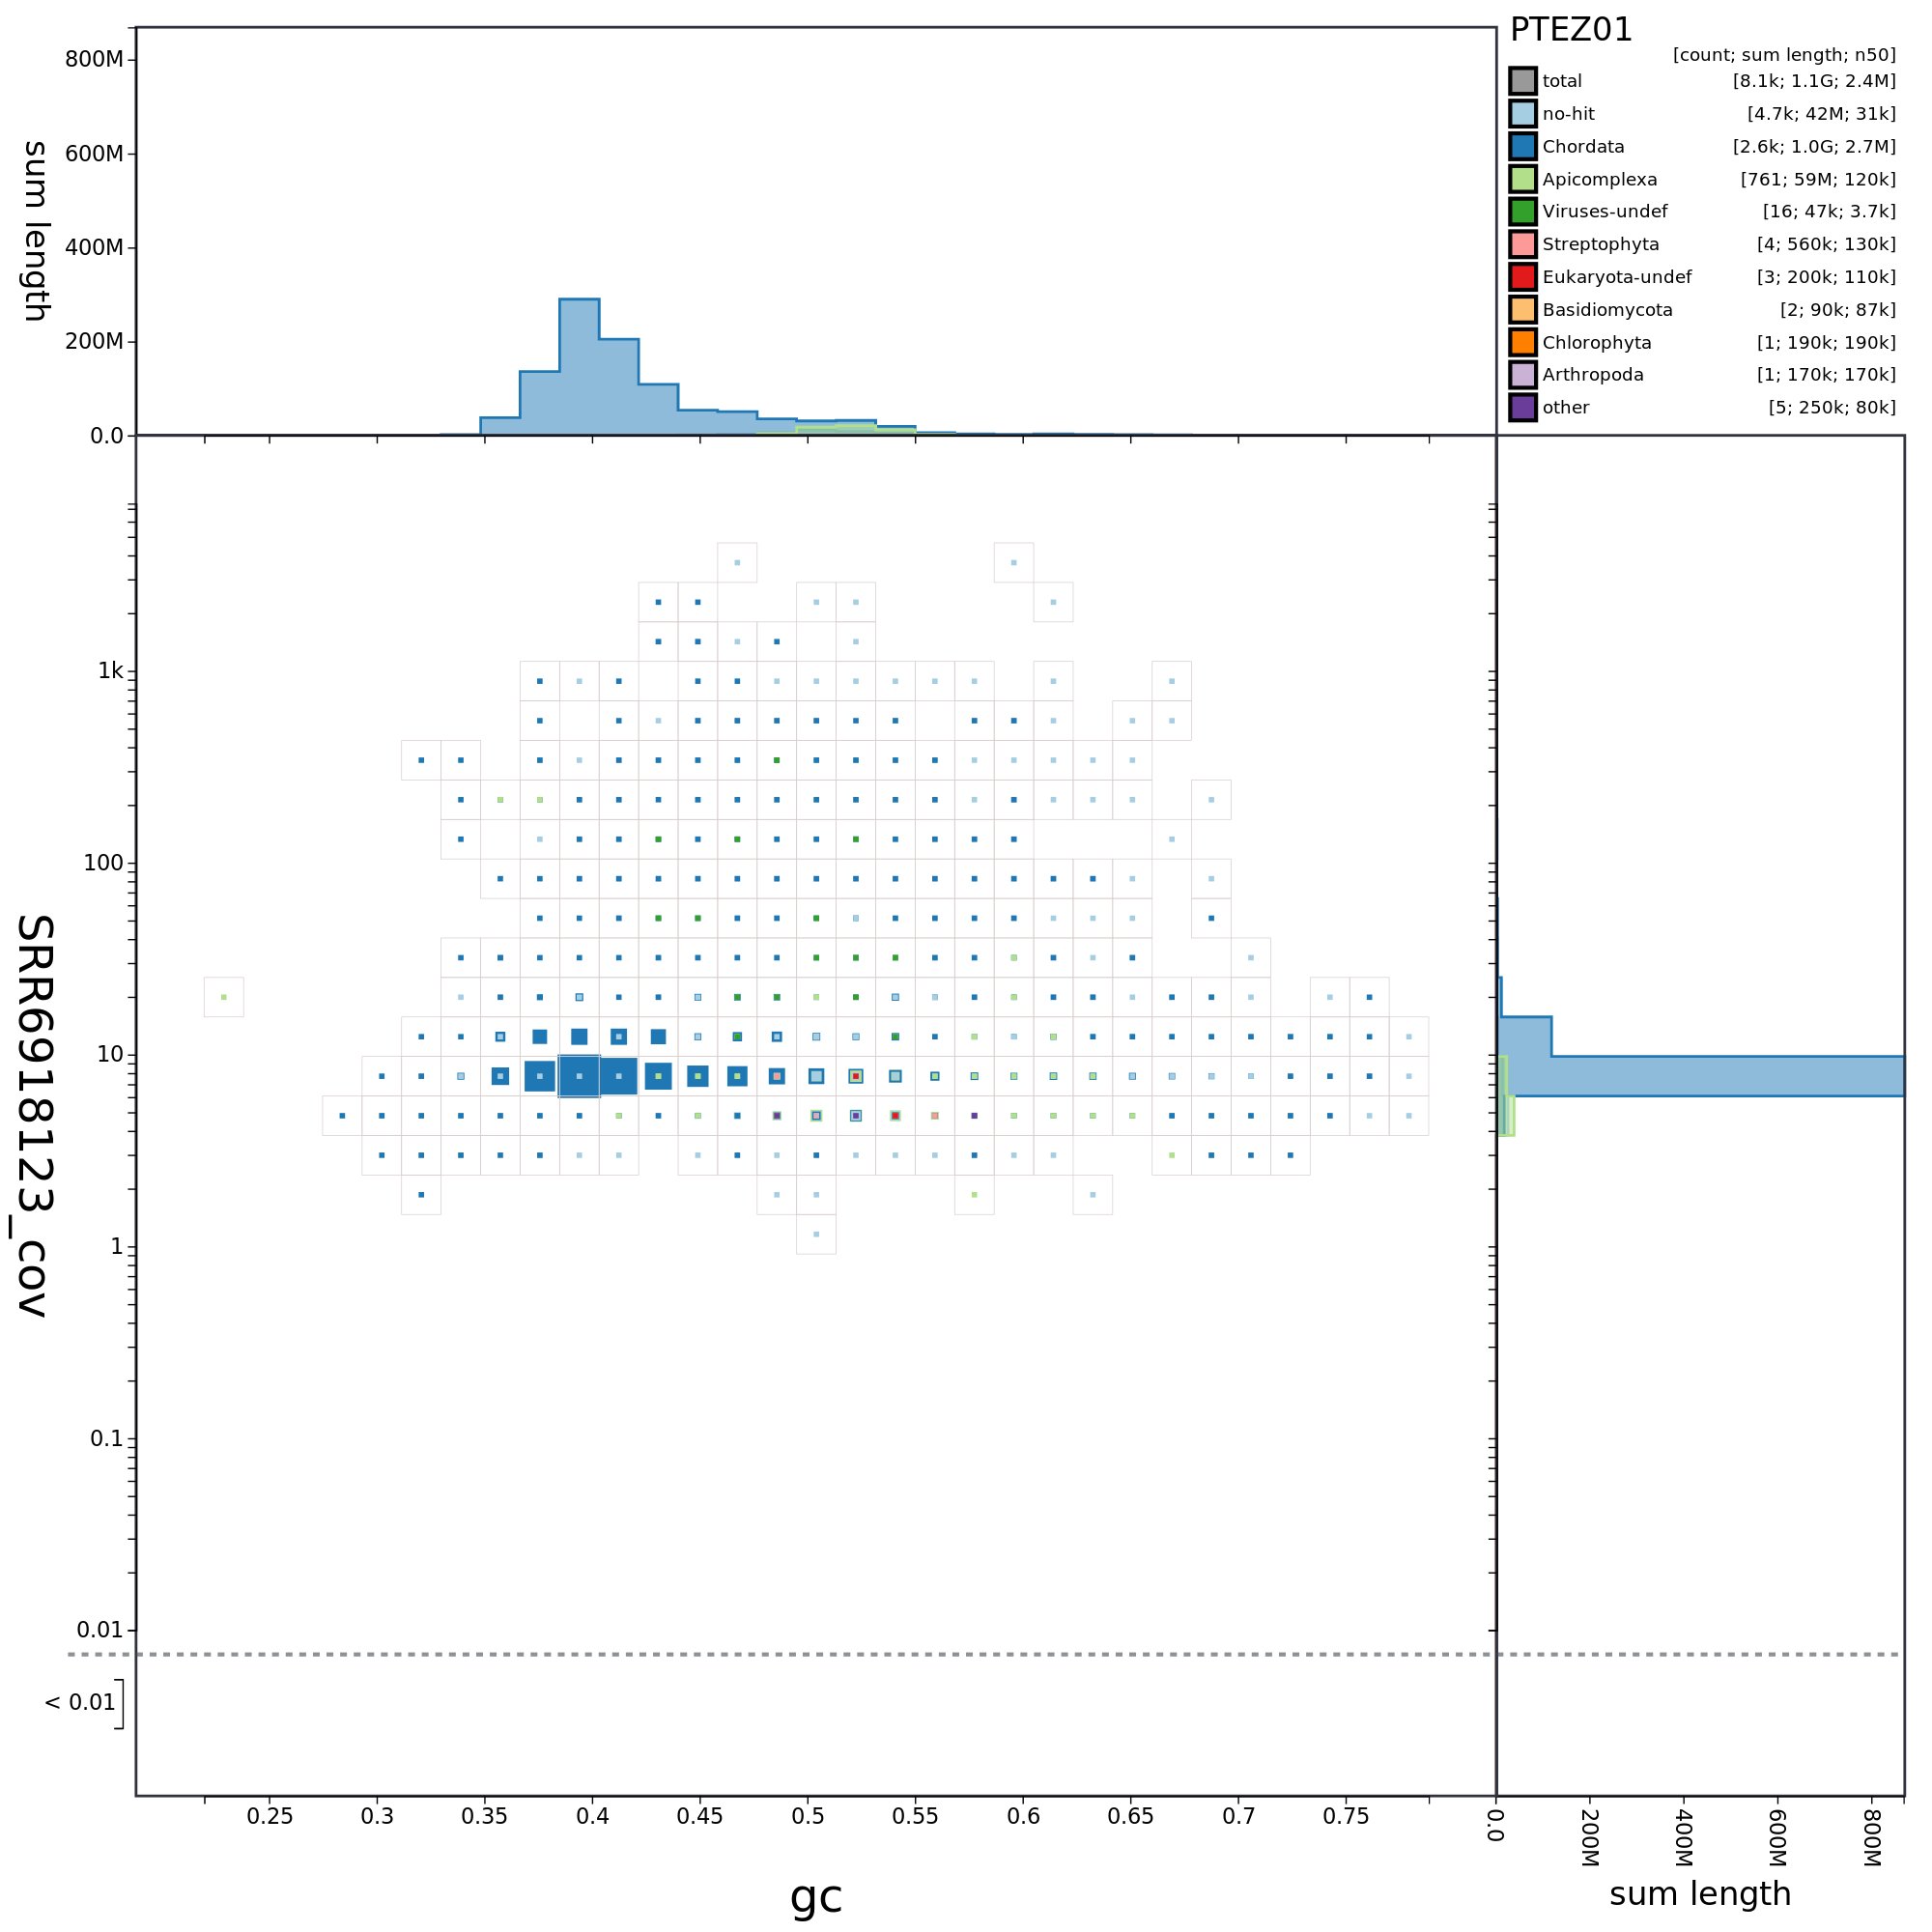 PTEZ01
[count; sum length; n50]
total [8.1k; 1.1G; 2.4M]
no-hit [4.7k; 42M; 31k]
Chordata [2.6k; 1.0G; 2.7M]
Apicomplexa [761; 59M; 120k]
Viruses-undef [16; 47k; 3.7k]
Streptophyta [4; 560k; 130k]
Eukaryota-undef [3; 200k; 110k]
Basidiomycota [2; 90k; 87k]
Chlorophyta [1; 190k; 190k]
Arthropoda [1; 170k; 170k]
other [5; 250k; 80k]
sum length
800M
600M
400M
200M
0.0
SRR6918123_cov
1k
100
10
1
0.1
0.01
< 0.01
0.25 0.3 0.35 0.4 0.45 0.5 0.55 0.6 0.65 0.7 0.75
gc
0.0 200M 400M 600M 800M
sum length